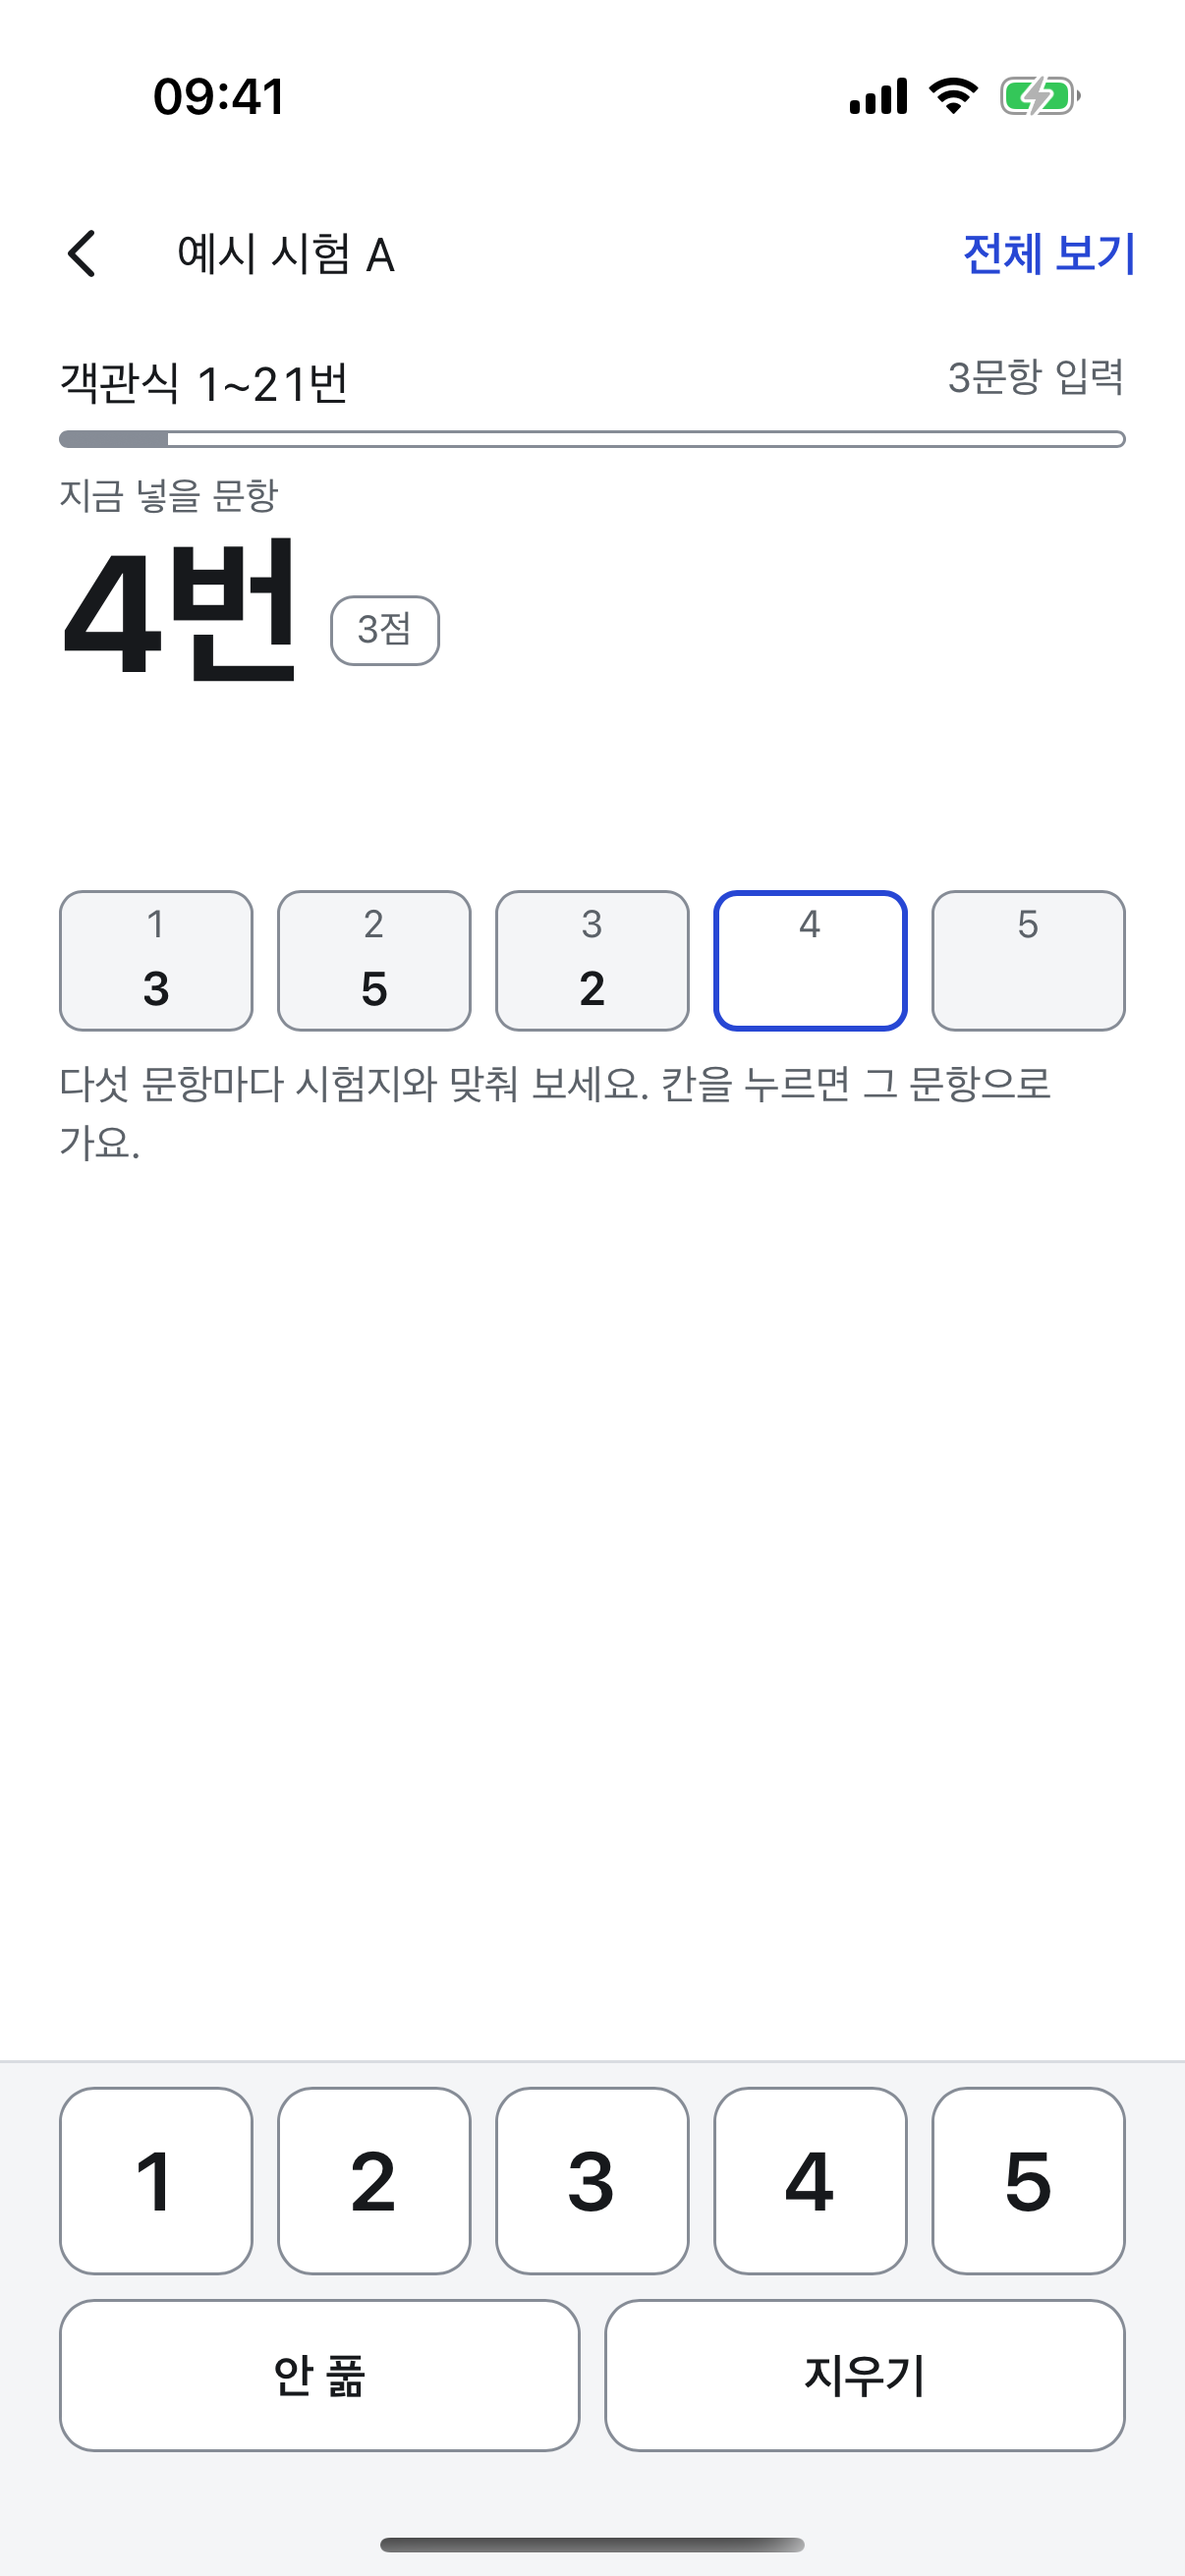 09:41
예시 시험 A
전체 보기
객관식 1~21번
3문항 입력
지금 넣을 문항
4번
3점
1 2 3 4 5
3 5 2
다섯 문항마다 시험지와 맞춰 보세요. 칸을 누르면 그 문항으로
가요.
1 2 3 4 5
안 풂
지우기